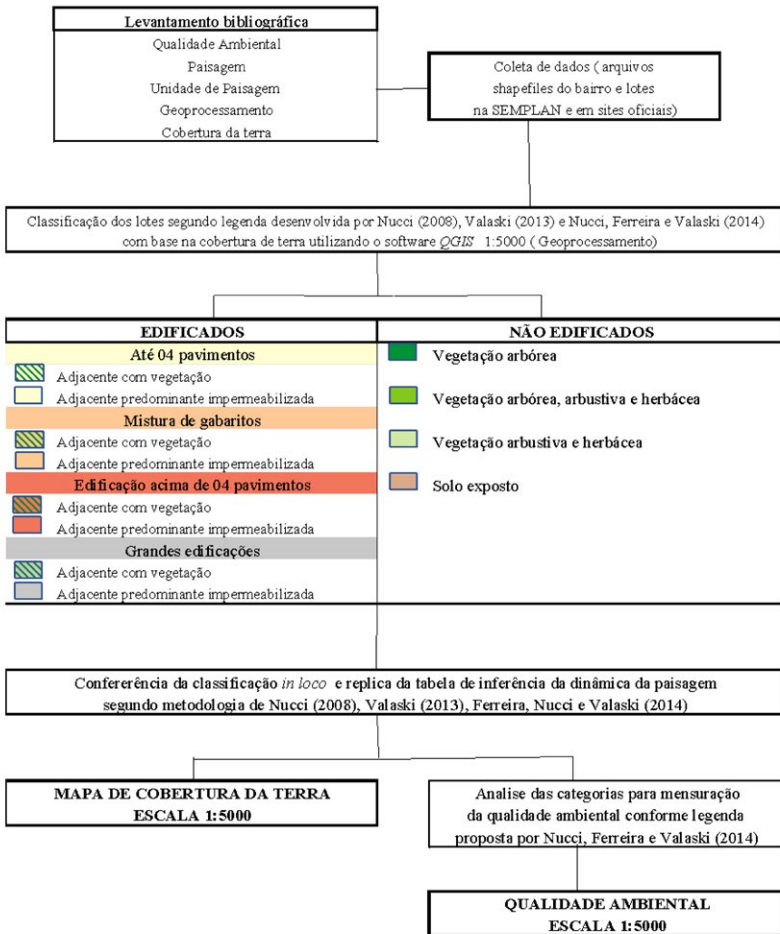 Levantamento bibliográfica
Qualidade Ambiental
Paisagem
Unidade de Paisagem
Geoprocessamento
Cobertura da terra
Coleta de dados ( arquivos
shapefiles do bairro e lotes
na SEMPLAN e em sites oficiais)
Classificação dos lotes segundo legenda desenvolvida por Nucci (2008), Valaski (2013) e Nucci, Ferreira e Valaski (2014)
com base na cobertura de terra utilizando o software QGIS 1:5000 ( Geoprocessamento)
EDIFICADOS
Até 04 pavimentos
Adjacente com vegetação
Adjacente predominante impermeabilizada
Mistura de gabaritos
Adjacente com vegetação
Adjacente predominante impermeabilizada
Edificação acima de 04 pavimentos
Adjacente com vegetação
Adjacente predominante impermeabilizada
Grandes edificações
Adjacente com vegetação
Adjacente predominante impermeabilizada
NÃO EDIFICADOS
Vegetação arbórea
Vegetação arbórea, arbustiva e herbácea
Vegetação arbustiva e herbácea
Solo exposto
Confererência da classificação in loco e replica da tabela de inferência da dinâmica da paisagem
segundo metodologia de Nucci (2008), Valaski (2013), Ferreira, Nucci e Valaski (2014)
MAPA DE COBERTURA DA TERRA
ESCALA 1:5000
Analise das categorias para mensuração
da qualidade ambiental conforme legenda
proposta por Nucci, Ferreira e Valaski (2014)
QUALIDADE AMBIENTAL
ESCALA 1:5000